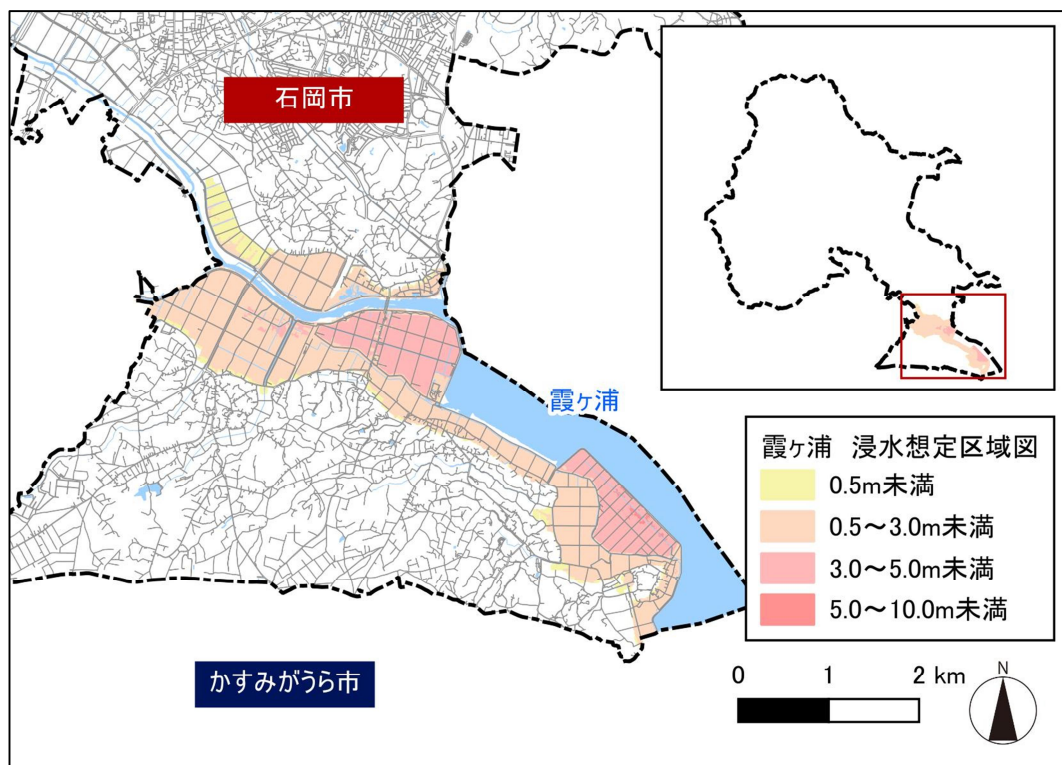 石岡市
霞ヶ浦
霞ヶ浦 浸水想定区域図
0.5m未満
0.5～3.0m未満
3.0～5.0m未満
5.0～10.0m未満
かすみがうら市
0 1 2 km
N